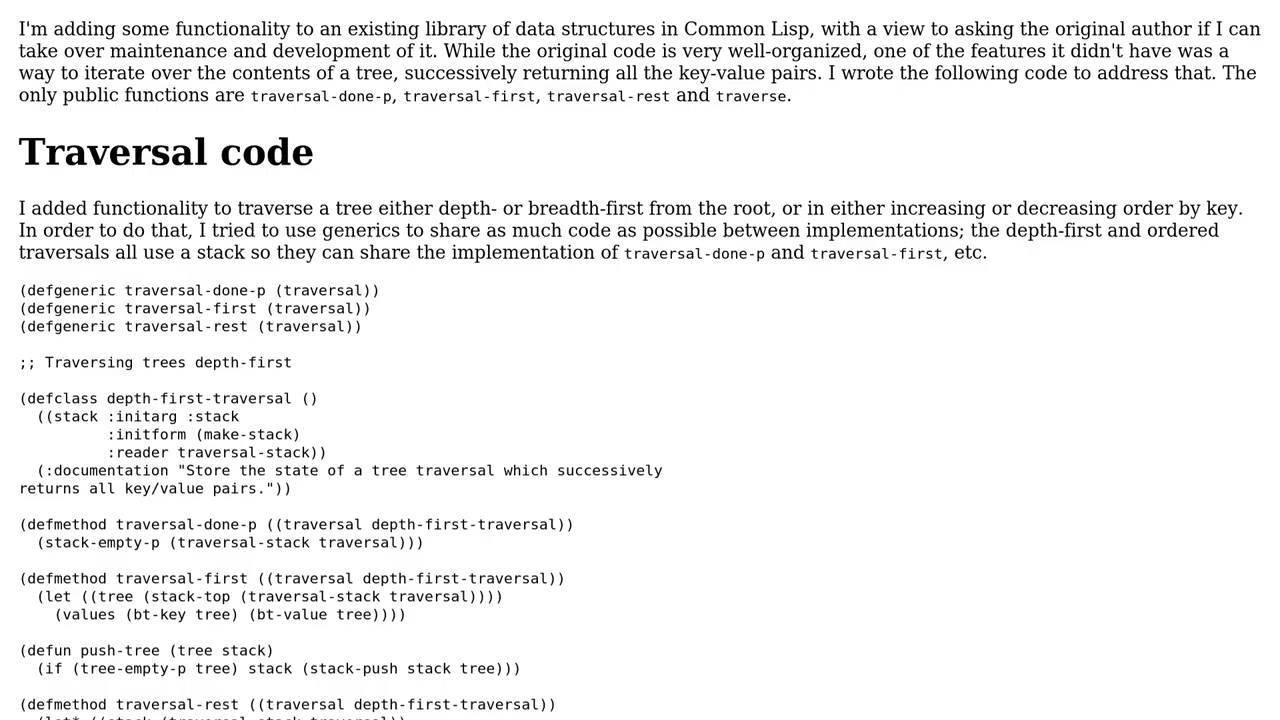 I'm adding some functionality to an existing library of data structures in Common Lisp, with a view to asking the original author if I can
take over maintenance and development of it. While the original code is very well-organized, one of the features it didn't have was a
way to iterate over the contents of a tree, successively returning all the key-value pairs. I wrote the following code to address that. The
only public functions are traversal-done-p, traversal-first, traversal-rest and traverse.
Traversal code
I added functionality to traverse a tree either depth- or breadth-first from the root, or in either increasing or decreasing order by key.
In order to do that, I tried to use generics to share as much code as possible between implementations; the depth-first and ordered
traversals all use a stack so they can share the implementation of traversal-done-p and traversal-first, etc.
(defgeneric traversal-done-p (traversal))
(defgeneric traversal-first (traversal))
(defgeneric traversal-rest (traversal))
;; Traversing trees depth-first
(defclass depth-first-traversal ()
  ((stack :initarg :stack
          :initform (make-stack)
          :reader traversal-stack))
  (:documentation "Store the state of a tree traversal which successively
returns all key/value pairs."))
(defmethod traversal-done-p ((traversal depth-first-traversal))
  (stack-empty-p (traversal-stack traversal)))
(defmethod traversal-first ((traversal depth-first-traversal))
  (let ((tree (stack-top (traversal-stack traversal))))
    (values (bt-key tree) (bt-value tree))))
(defun push-tree (tree stack)
  (if (tree-empty-p tree) stack (stack-push stack tree)))
(defmethod traversal-rest ((traversal depth-first-traversal))
  (let* ((stack (traversal-stack traversal))